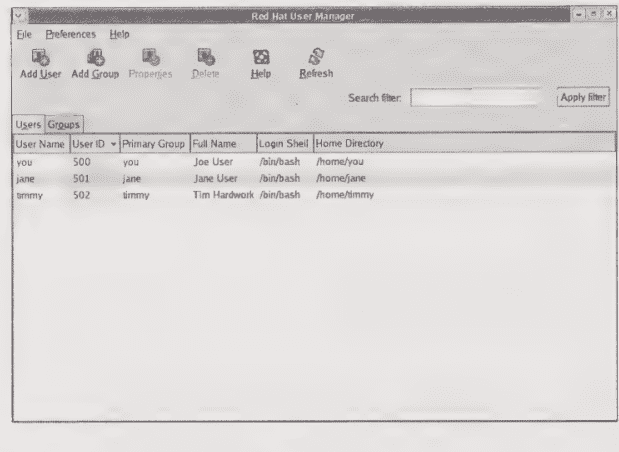 Red Hat User Manager
File Preferences Help
Add User Add Group Properties Delete Help Refresh
Search filter: Apply filter
Users Groups
User Name User ID Primary Group Full Name Login Shell Home Directory
you 500 you Joe User /bin/bash /home/you
jane 501 jane Jane User /bin/bash /home/jane
timmy 502 timmy Tim Hardwork /bin/bash /home/timmy